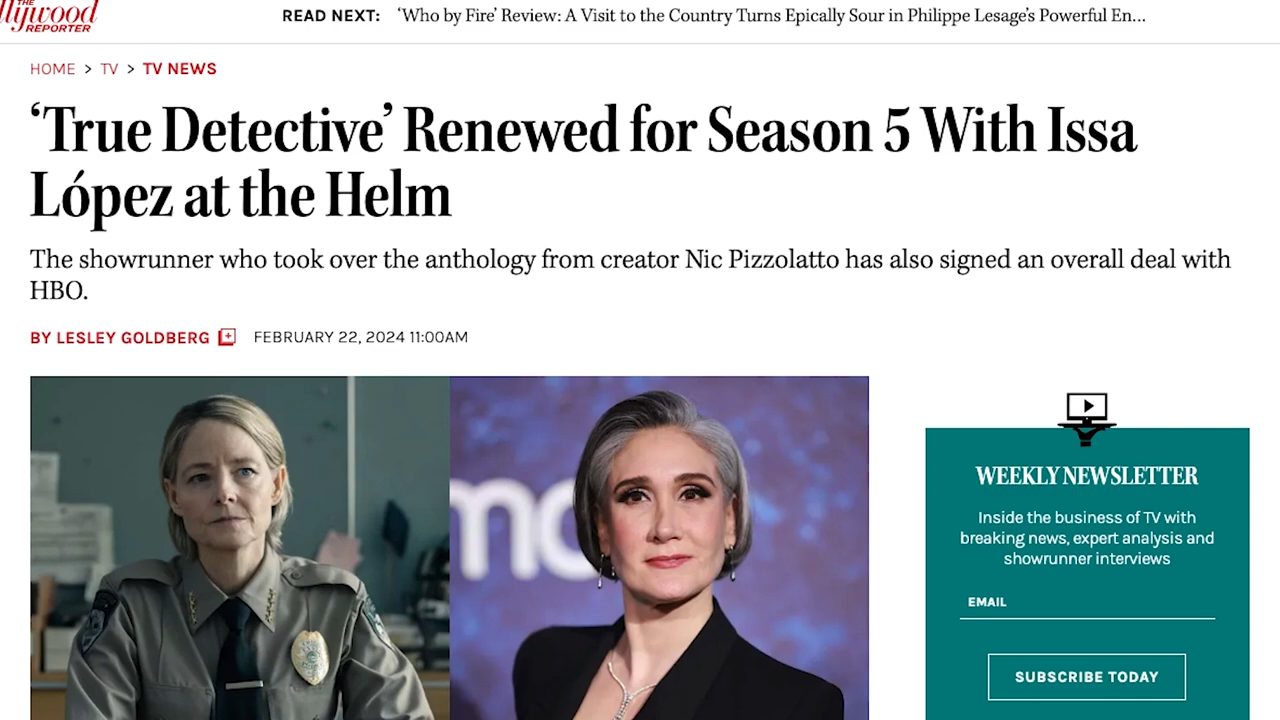 THE
llywood
REPORTER
READ NEXT: ‘Who by Fire’ Review: A Visit to the Country Turns Epically Sour in Philippe Lesage’s Powerful En...
HOME > TV > TV NEWS
‘True Detective’ Renewed for Season 5 With Issa
López at the Helm
The showrunner who took over the anthology from creator Nic Pizzolatto has also signed an overall deal with
HBO.
BY LESLEY GOLDBERG FEBRUARY 22, 2024 11:00AM
WEEKLY NEWSLETTER
Inside the business of TV with
breaking news, expert analysis and
showrunner interviews
EMAIL
SUBSCRIBE TODAY